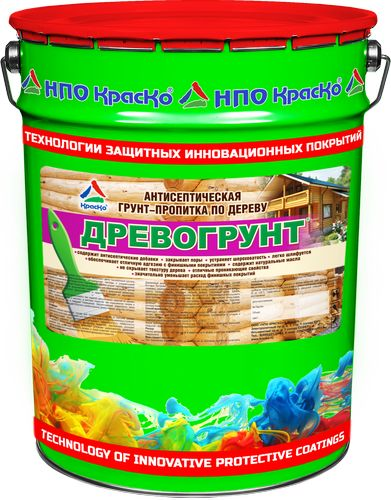 НПО КрасКо® НПО КрасКо®
ТЕХНОЛОГИИ ЗАЩИТНЫХ ИННОВАЦИОННЫХ ПОКРЫТИЙ
КрасКо
АНТИСЕПТИЧЕСКАЯ
ГРУНТ-ПРОПИТКА ПО ДЕРЕВУ
ДРЕВОГРУНТ
• содержит антисептические добавки • закрывает поры • устраняет шероховатость • легко шлифуется
• обеспечивает отличную адгезию с финишными покрытиями • содержит натуральные масла
• не скрывает текстуру дерева • отличные проникающие свойства
• значительно уменьшает расход финишных покрытий
TECHNOLOGY OF INNOVATIVE PROTECTIVE COATINGS